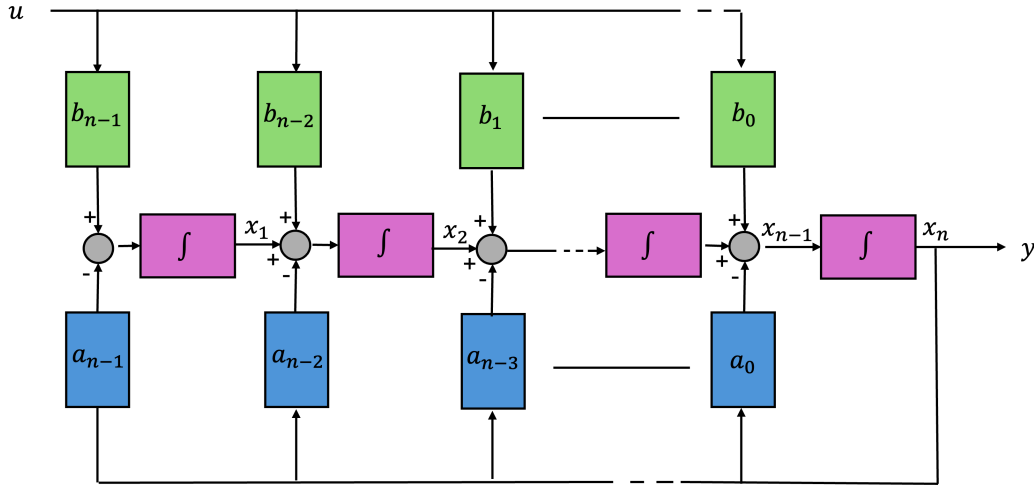 u
b_{n-1} b_{n-2} b_1 b_0
+ + + +
∫ x_1 ∫ x_2 ∫ x_{n-1} ∫ x_n y
+ + +
- - - -
a_{n-1} a_{n-2} a_{n-3} a_0